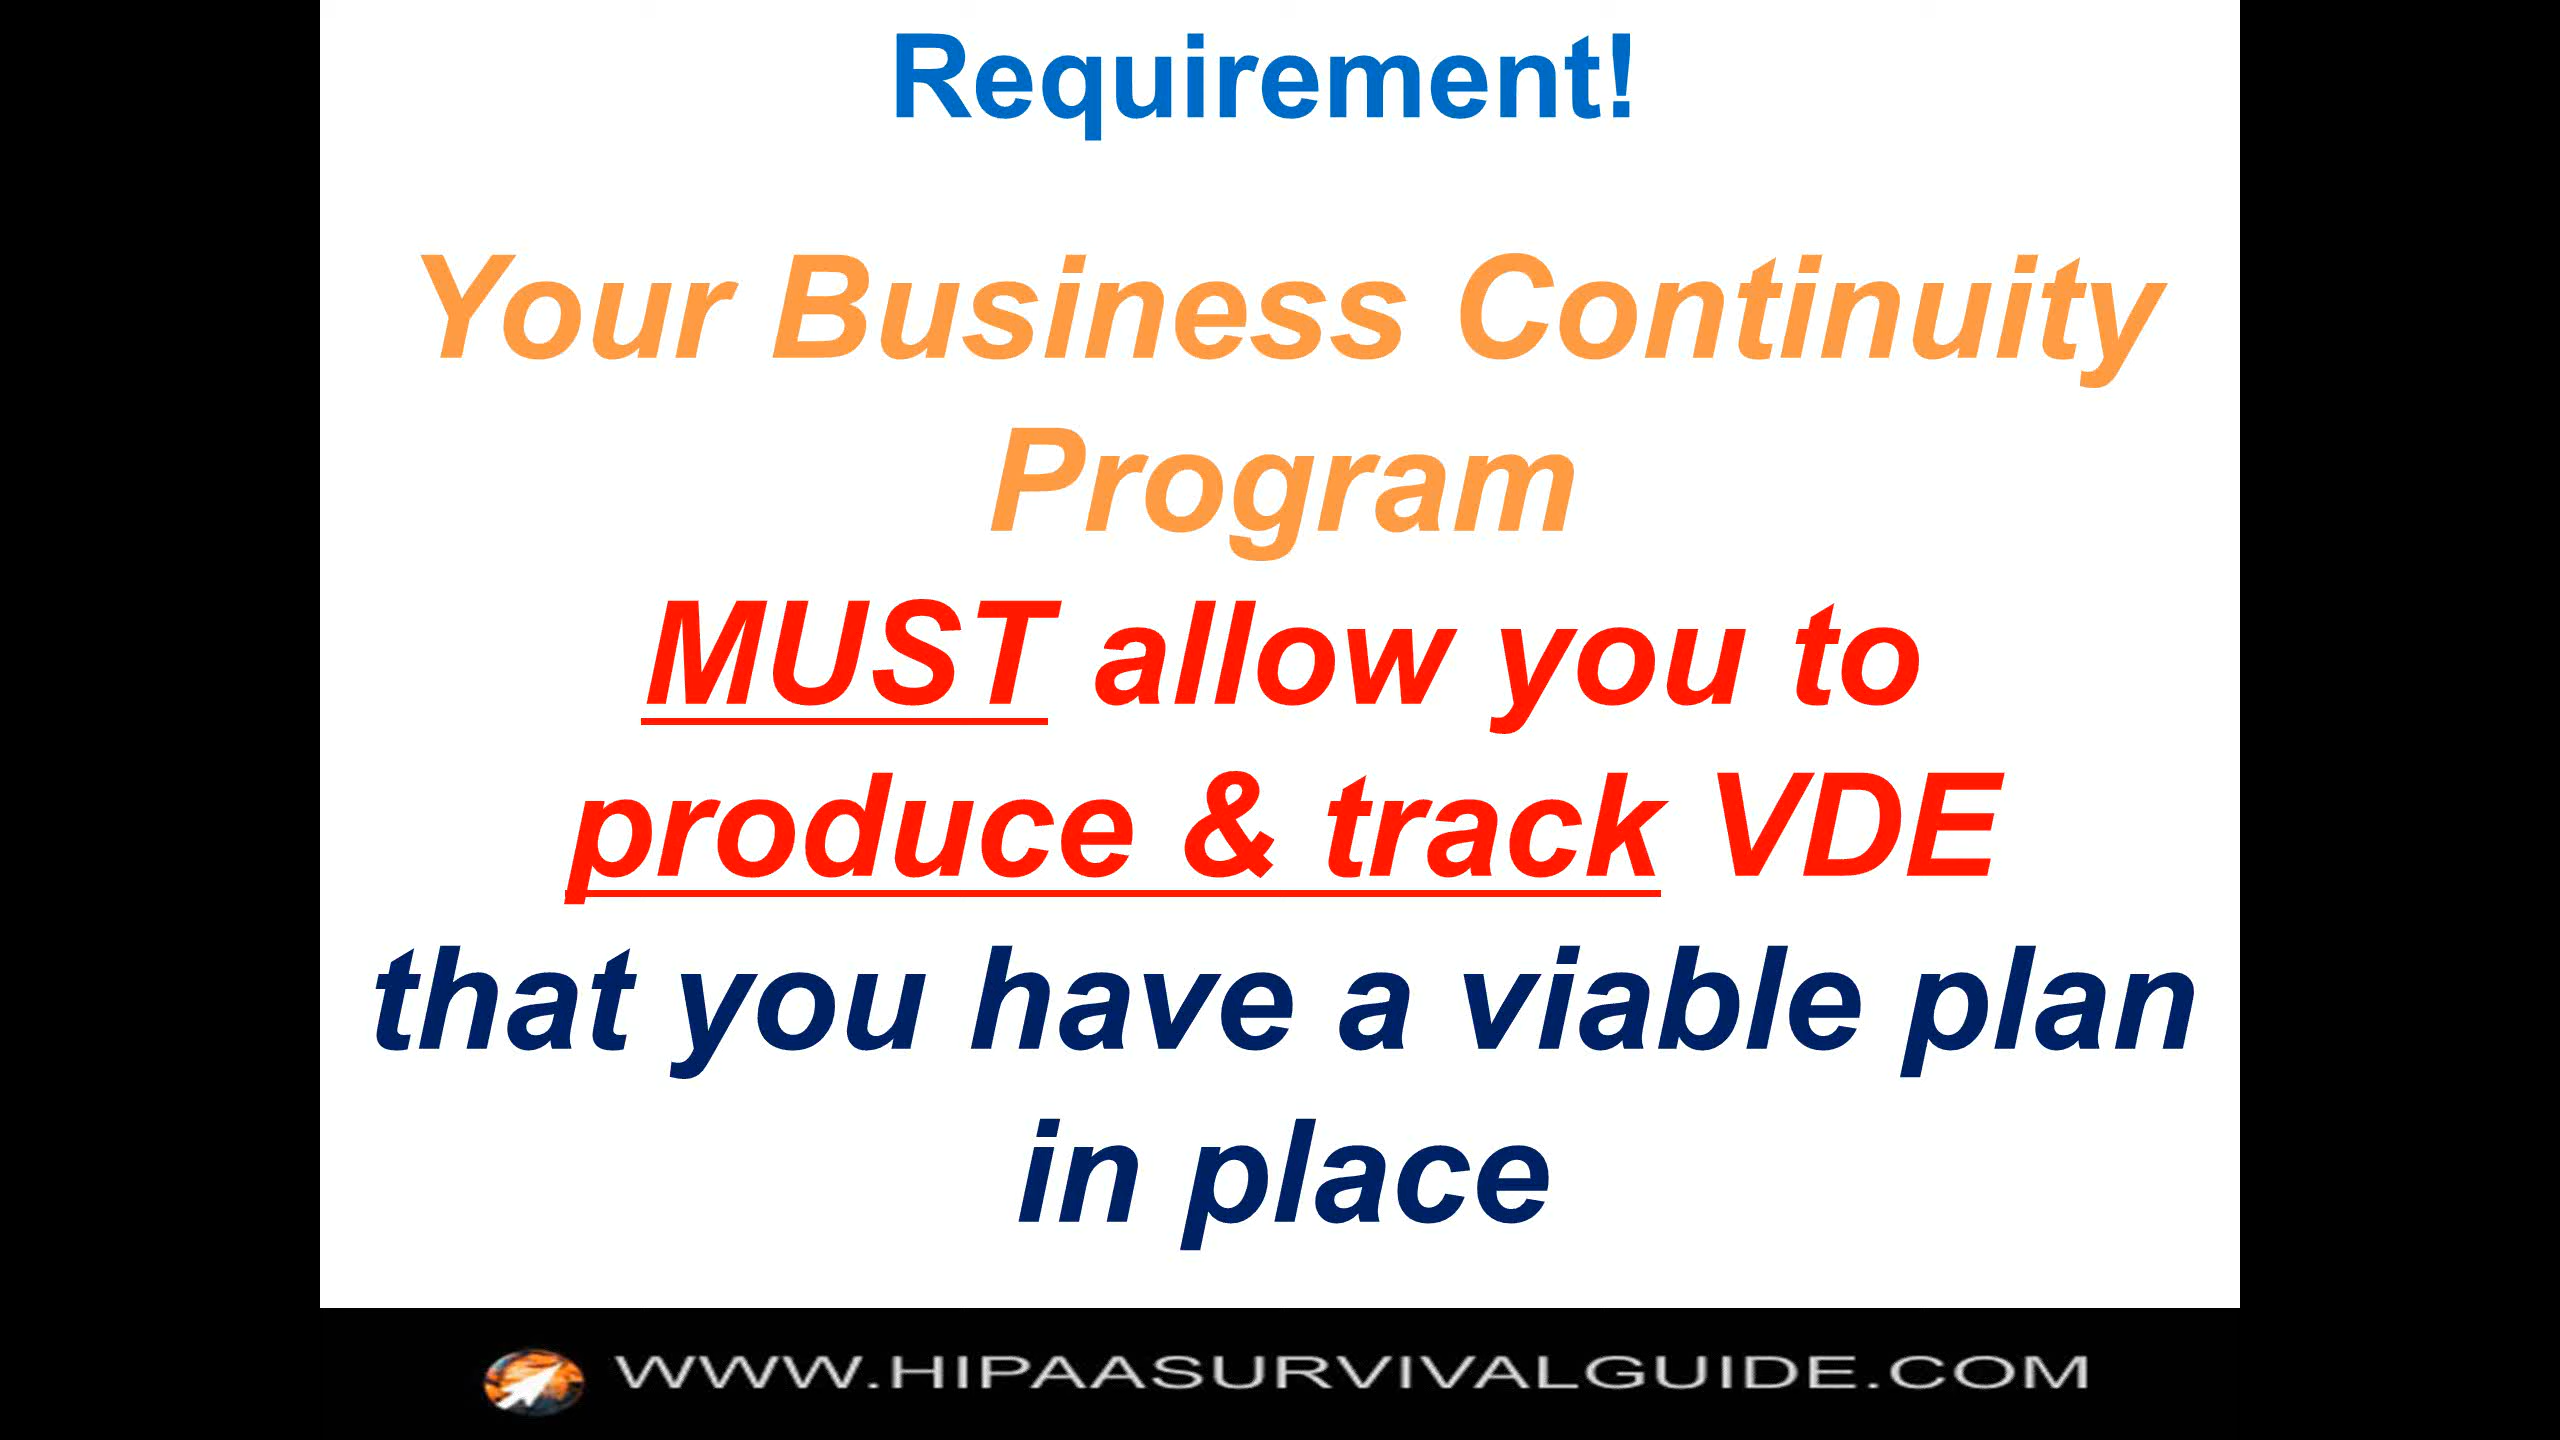 Requirement!
Your Business Continuity
Program
MUST allow you to
produce & track VDE
that you have a viable plan
in place
WWW.HIPAASURVIVALGUIDE.COM